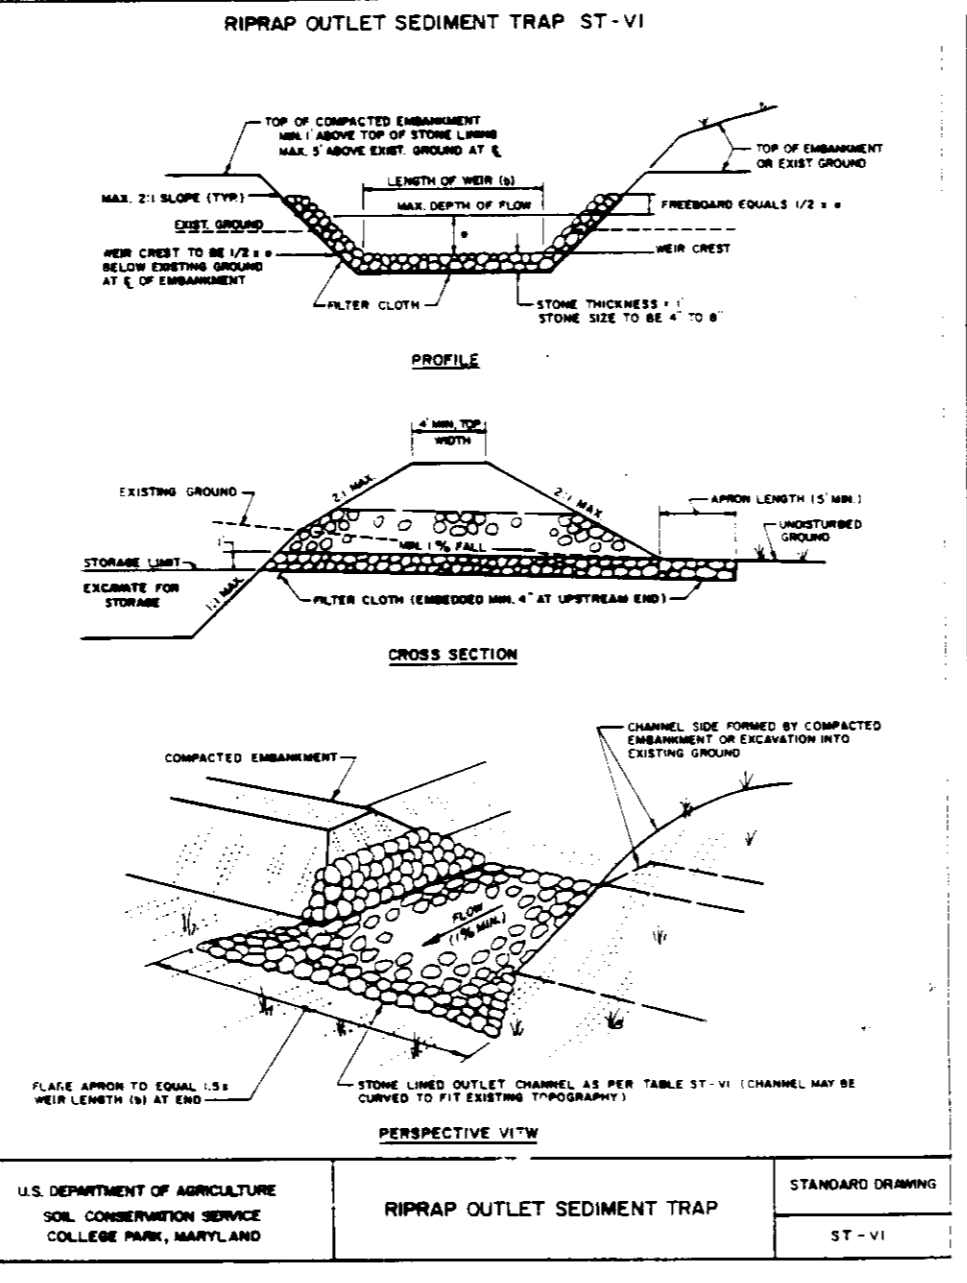 RIPRAP OUTLET SEDIMENT TRAP ST-VI
TOP OF COMPACTED EMBANKMENT
MIN. 1' ABOVE TOP OF STONE LINING
MAX. 5' ABOVE EXIST. GROUND AT ℄
TOP OF EMBANKMENT
OR EXIST GROUND
LENGTH OF WEIR (b)
MAX. 2:1 SLOPE (TYP.)
MAX. DEPTH OF FLOW
FREEBOARD EQUALS 1/2 x a
EXIST. GROUND
a
WEIR CREST TO BE 1/2 x a
BELOW EXISTING GROUND
AT ℄ OF EMBANKMENT
WEIR CREST
FILTER CLOTH
STONE THICKNESS = 1'
STONE SIZE TO BE 4" TO 8"
PROFILE
4' MIN. TOP
WIDTH
EXISTING GROUND
2:1 MAX.
2:1 MAX
APRON LENGTH (5' MIN.)
UNDISTURBED
GROUND
1'
MIN. 1% FALL
STORAGE LIMIT
EXCAVATE FOR
STORAGE
1:1 MAX.
FILTER CLOTH (EMBEDDED MIN. 4" AT UPSTREAM END)
CROSS SECTION
CHANNEL SIDE FORMED BY COMPACTED
EMBANKMENT OR EXCAVATION INTO
EXISTING GROUND
COMPACTED EMBANKMENT
FLOW
(1% MIN.)
FLARE APRON TO EQUAL 1.5 x
WEIR LENGTH (b) AT END
STONE LINED OUTLET CHANNEL AS PER TABLE ST-VI (CHANNEL MAY BE
CURVED TO FIT EXISTING TOPOGRAPHY)
PERSPECTIVE VIEW
U.S. DEPARTMENT OF AGRICULTURE
SOIL CONSERVATION SERVICE
COLLEGE PARK, MARYLAND
RIPRAP OUTLET SEDIMENT TRAP
STANDARD DRAWING
ST-VI